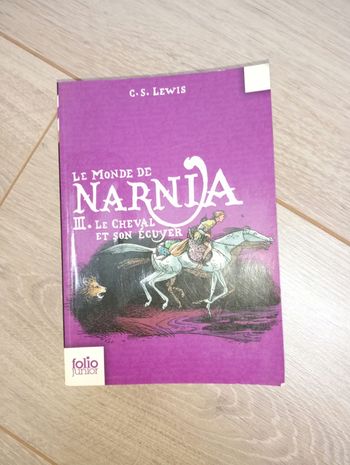 C.S. LEWIS
LE MONDE DE
NARNIA
III. LE CHEVAL
ET SON ÉCUYER
folio
junior